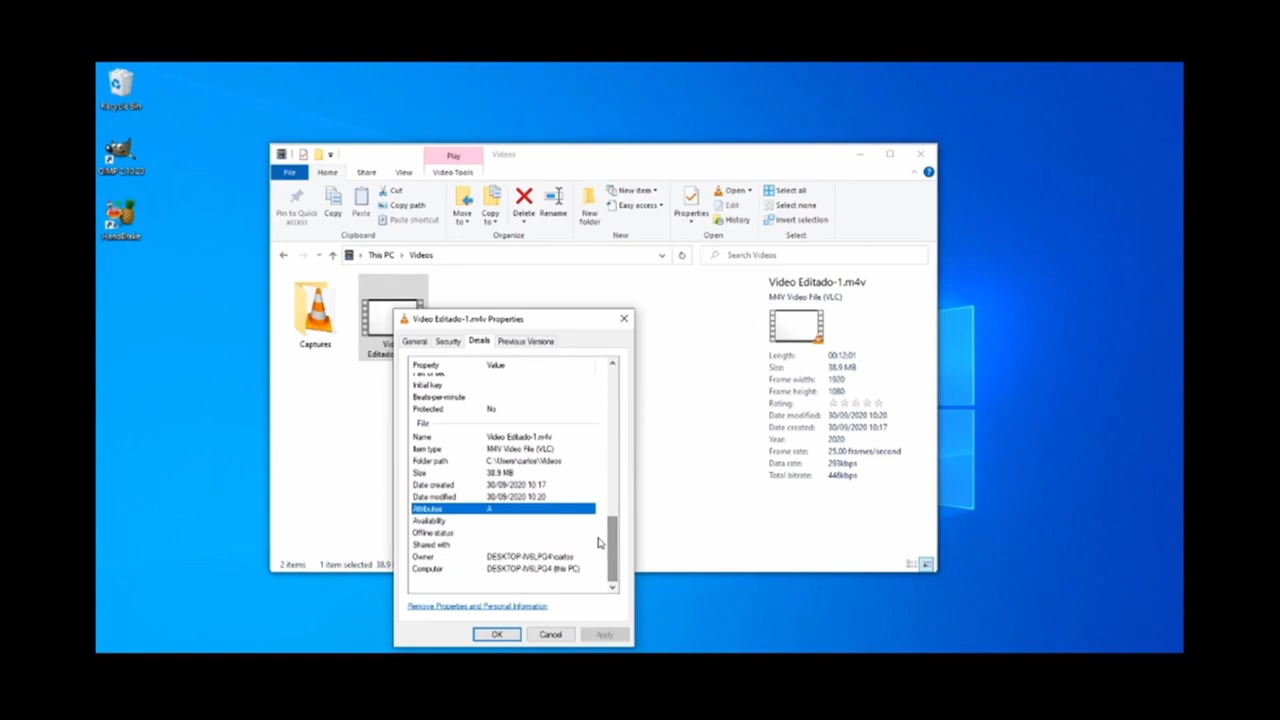 Recycle Bin
GIMP 2.10.20
HandBrake
Play
Videos
File
Home
Share
View
Video Tools
Pin to Quick access
Copy
Paste
Cut
Copy path
Paste shortcut
Clipboard
Move to
Copy to
Delete
Rename
Organize
New folder
New item
Easy access
New
Properties
Open
Edit
History
Open
Select all
Select none
Invert selection
Select
This PC > Videos
Search Videos
Captures
Editado
Video Editado-1.m4v
M4V Video File (VLC)
Length: 00:12:01
Size: 38.9 MB
Frame width: 1920
Frame height: 1080
Rating:
Date modified: 30/09/2020 10:20
Date created: 30/09/2020 10:17
Year: 2020
Frame rate: 25.00 frames/second
Data rate: 293kbps
Total bitrate: 446kbps
2 items
1 item selected 38.9
Video Editado-1.m4v Properties
General
Security
Details
Previous Versions
Property Value
Initial key
Beats-per-minute
Protected No
File
Name Video Editado-1.m4v
Item type M4V Video File (VLC)
Folder path C:\Users\carlos\Videos
Size 38.9 MB
Date created 30/09/2020 10:17
Date modified 30/09/2020 10:20
Attributes A
Availability
Offline status
Shared with
Owner DESKTOP-IV6LPG4\carlos
Computer DESKTOP-IV6LPG4 (this PC)
Remove Properties and Personal Information
OK
Cancel
Apply